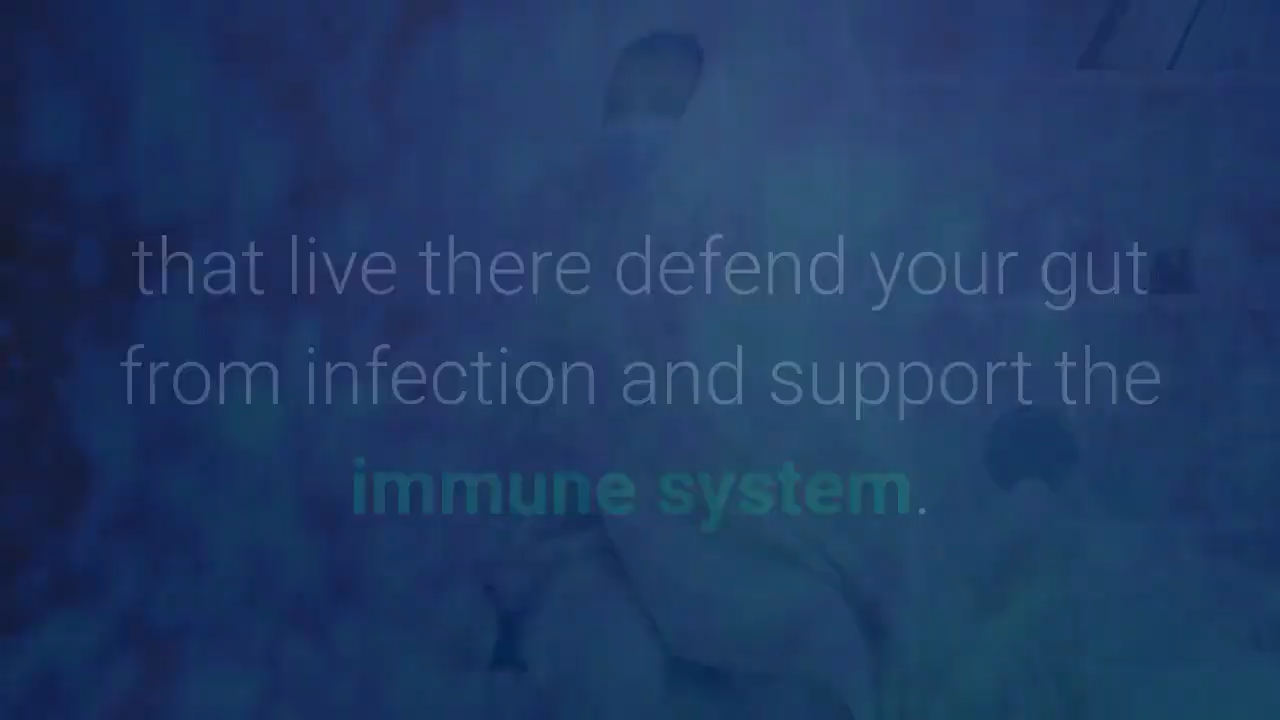 that live there defend your gut
from infection and support the
immune system.